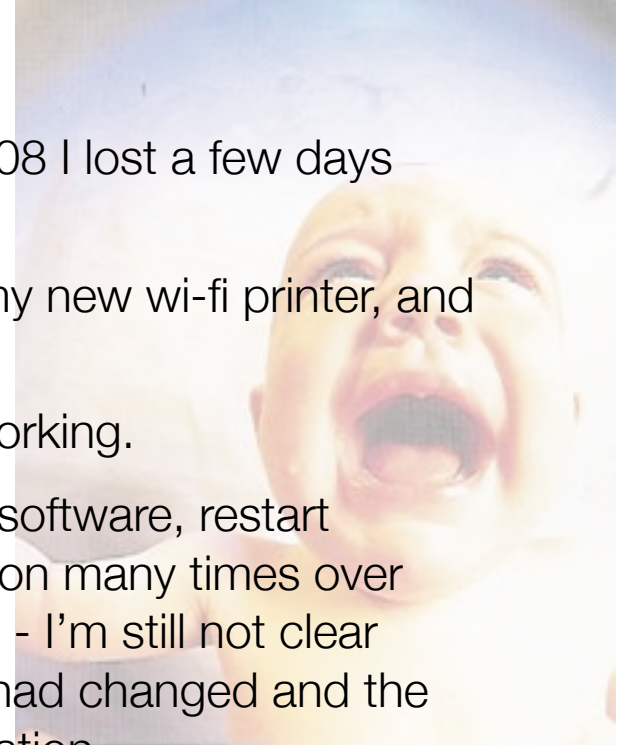 08 I lost a few days
new wi-fi printer, and
orking.
software, restart
on many times over
- I'm still not clear
had changed and the